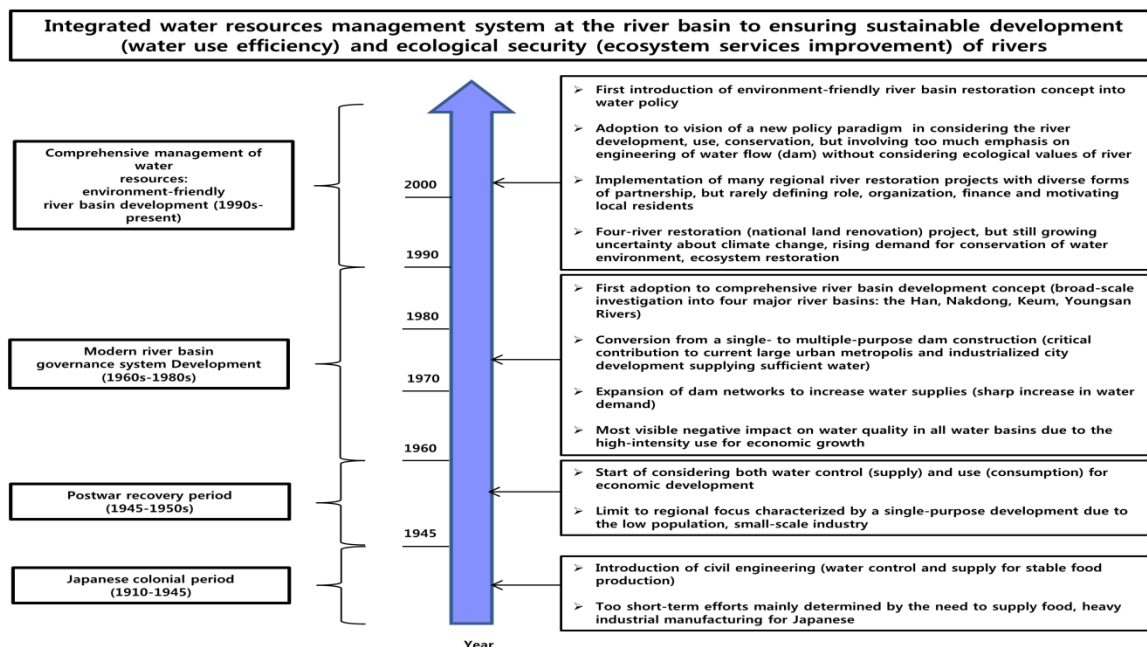 Integrated water resources management system at the river basin to ensuring sustainable development
(water use efficiency) and ecological security (ecosystem services improvement) of rivers
Comprehensive management of
water
resources:
environment-friendly
river basin development (1990s-
present)
Modern river basin
governance system Development
(1960s-1980s)
Postwar recovery period
(1945-1950s)
Japanese colonial period
(1910-1945)
2000
1990
1980
1970
1960
1945
Year
➢ First introduction of environment-friendly river basin restoration concept into
water policy
➢ Adoption to vision of a new policy paradigm in considering the river
development, use, conservation, but involving too much emphasis on
engineering of water flow (dam) without considering ecological values of river
➢ Implementation of many regional river restoration projects with diverse forms
of partnership, but rarely defining role, organization, finance and motivating
local residents
➢ Four-river restoration (national land renovation) project, but still growing
uncertainty about climate change, rising demand for conservation of water
environment, ecosystem restoration
➢ First adoption to comprehensive river basin development concept (broad-scale
investigation into four major river basins: the Han, Nakdong, Keum, Youngsan
Rivers)
➢ Conversion from a single- to multiple-purpose dam construction (critical
contribution to current large urban metropolis and industrialized city
development supplying sufficient water)
➢ Expansion of dam networks to increase water supplies (sharp increase in water
demand)
➢ Most visible negative impact on water quality in all water basins due to the
high-intensity use for economic growth
➢ Start of considering both water control (supply) and use (consumption) for
economic development
➢ Limit to regional focus characterized by a single-purpose development due to
the low population, small-scale industry
➢ Introduction of civil engineering (water control and supply for stable food
production)
➢ Too short-term efforts mainly determined by the need to supply food, heavy
industrial manufacturing for Japanese